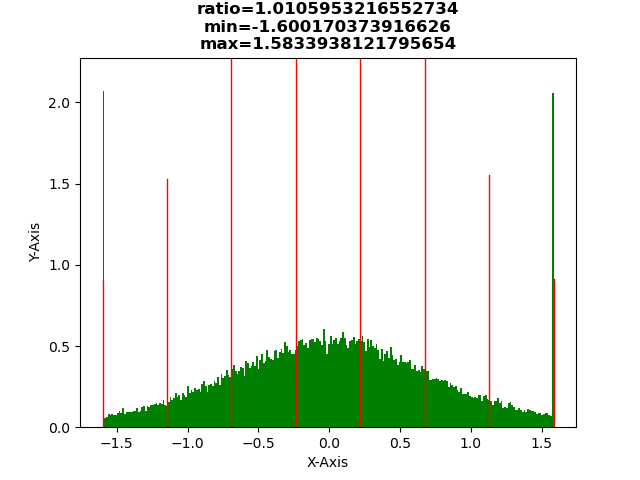 ratio=1.0105953216552734
min=-1.600170373916626
max=1.5833938121795654
2.0
1.5
1.0
0.5
0.0
Y-Axis
−1.5 −1.0 −0.5 0.0 0.5 1.0 1.5
X-Axis